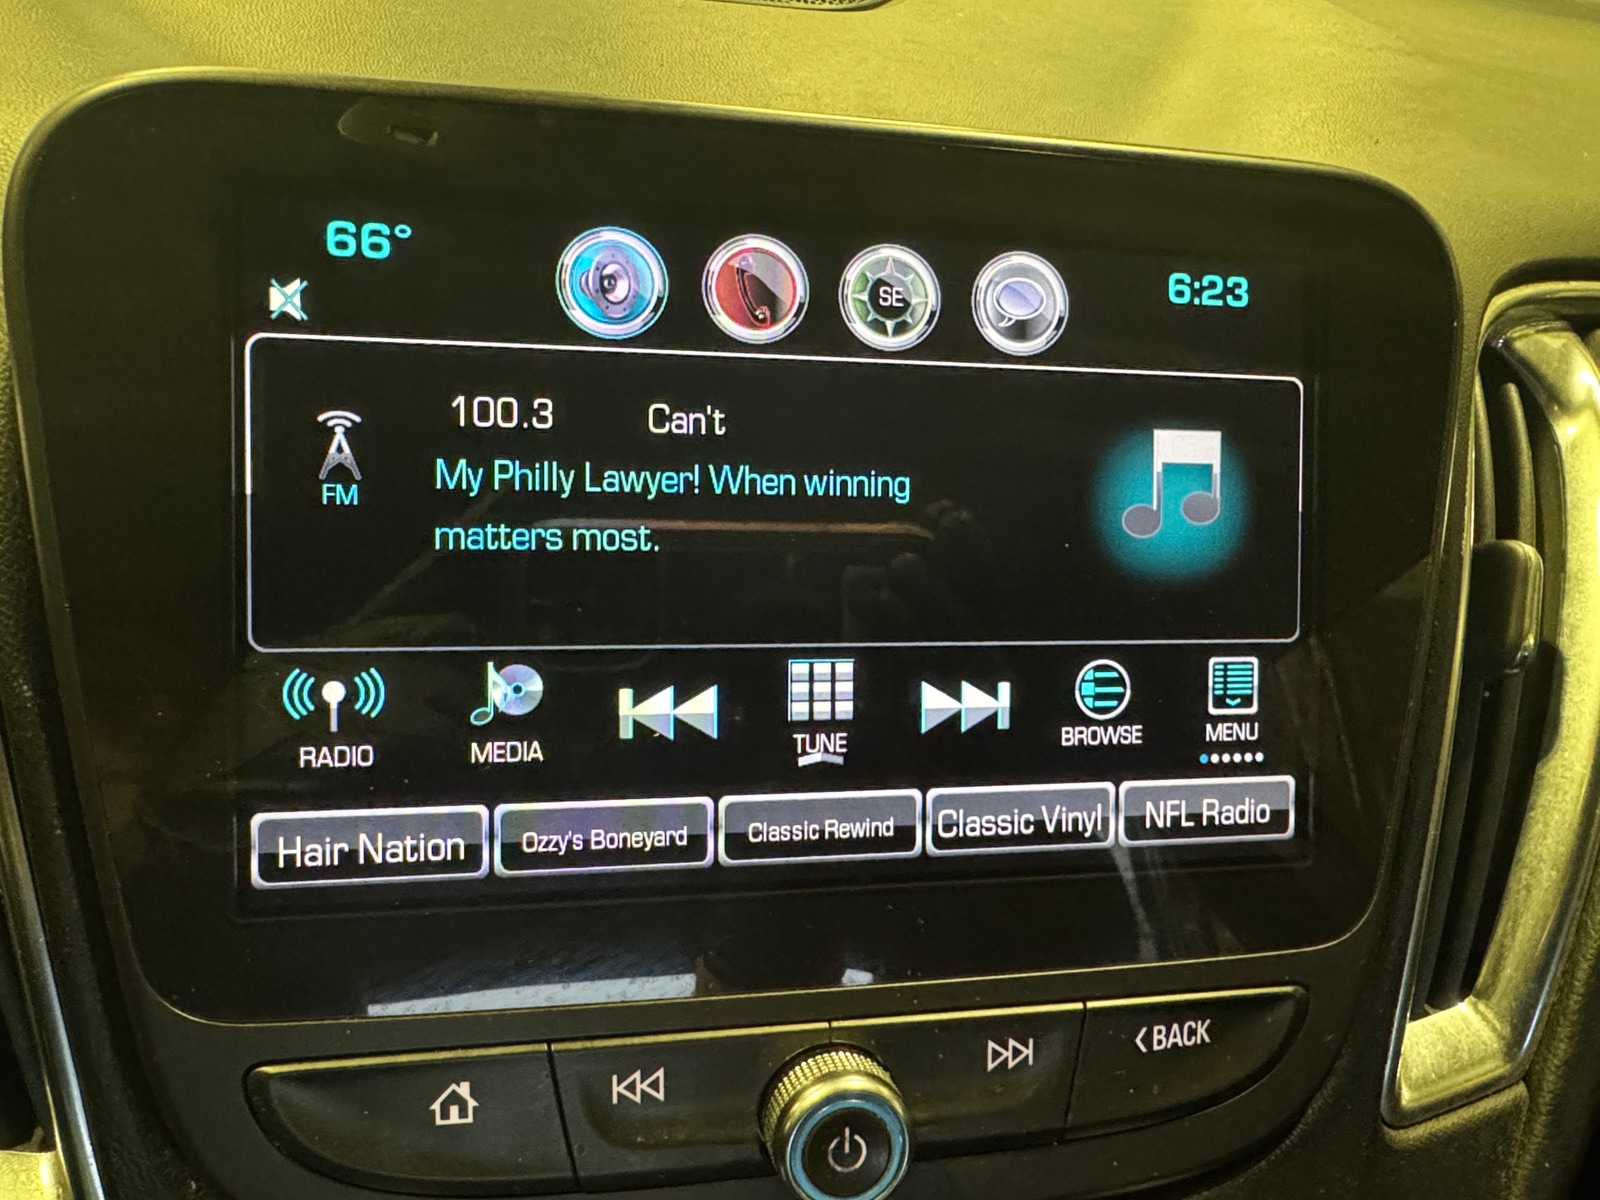 66°
6:23
SE
100.3 Can't
FM
My Philly Lawyer! When winning
matters most.
RADIO
MEDIA
TUNE
BROWSE
MENU
Hair Nation
Ozzy's Boneyard
Classic Rewind
Classic Vinyl
NFL Radio
BACK